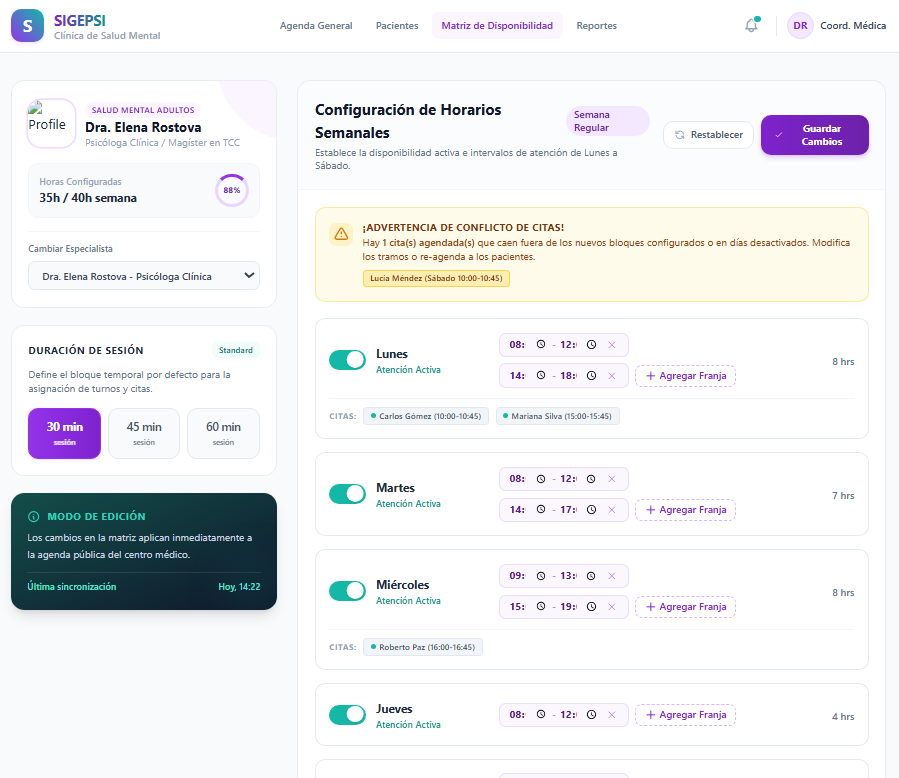 S
SIGEPSI
Clínica de Salud Mental
Agenda General
Pacientes
Matriz de Disponibilidad
Reportes
DR
Coord. Médica
Profile
SALUD MENTAL ADULTOS
Dra. Elena Rostova
Psicóloga Clínica / Magíster en TCC
Horas Configuradas
35h / 40h semana
88%
Cambiar Especialista
Dra. Elena Rostova - Psicóloga Clínica
DURACIÓN DE SESIÓN
Standard
Define el bloque temporal por defecto para la
asignación de turnos y citas.
30 min
sesión
45 min
sesión
60 min
sesión
MODO DE EDICIÓN
Los cambios en la matriz aplican inmediatamente a
la agenda pública del centro médico.
Última sincronización
Hoy, 14:22
Configuración de Horarios
Semanales
Semana
Regular
Establece la disponibilidad activa e intervalos de atención de Lunes a
Sábado.
Restablecer
Guardar
Cambios
¡ADVERTENCIA DE CONFLICTO DE CITAS!
Hay 1 cita(s) agendada(s) que caen fuera de los nuevos bloques configurados o en días desactivados. Modifica
los tramos o re-agenda a los pacientes.
Lucía Méndez (Sábado 10:00-10:45)
Lunes
Atención Activa
08: - 12:
14: - 18:
+ Agregar Franja
8 hrs
CITAS:
Carlos Gómez (10:00-10:45)
Mariana Silva (15:00-15:45)
Martes
Atención Activa
08: - 12:
14: - 17:
+ Agregar Franja
7 hrs
Miércoles
Atención Activa
09: - 13:
15: - 19:
+ Agregar Franja
8 hrs
CITAS:
Roberto Paz (16:00-16:45)
Jueves
Atención Activa
08: - 12:
+ Agregar Franja
4 hrs